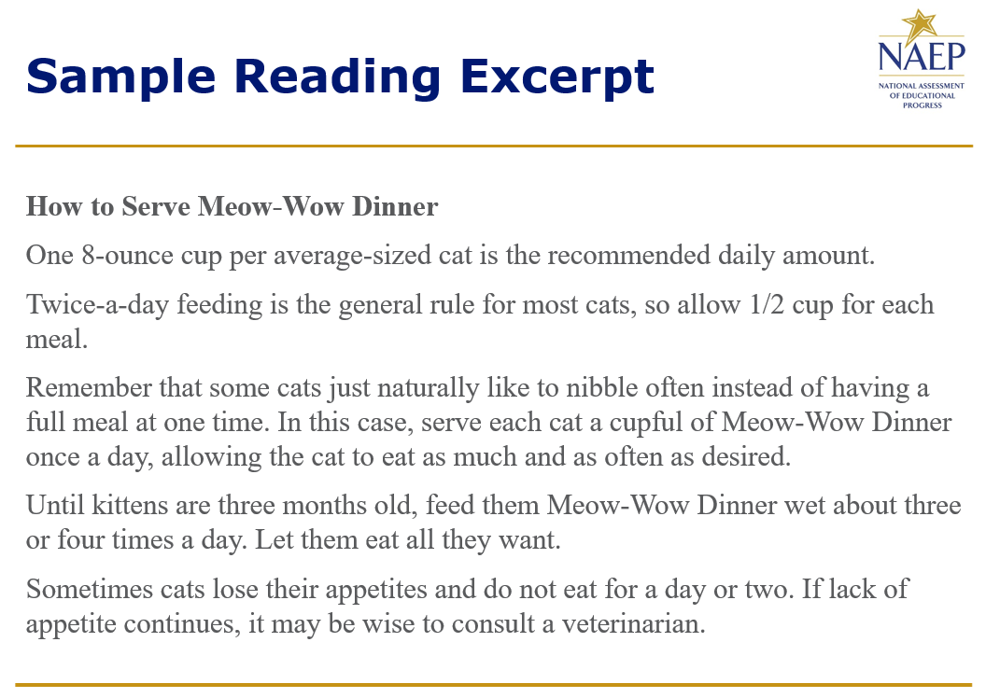 Sample Reading Excerpt
NAEP
NATIONAL ASSESSMENT
OF EDUCATIONAL
PROGRESS
How to Serve Meow-Wow Dinner
One 8-ounce cup per average-sized cat is the recommended daily amount.
Twice-a-day feeding is the general rule for most cats, so allow 1/2 cup for each
meal.
Remember that some cats just naturally like to nibble often instead of having a
full meal at one time. In this case, serve each cat a cupful of Meow-Wow Dinner
once a day, allowing the cat to eat as much and as often as desired.
Until kittens are three months old, feed them Meow-Wow Dinner wet about three
or four times a day. Let them eat all they want.
Sometimes cats lose their appetites and do not eat for a day or two. If lack of
appetite continues, it may be wise to consult a veterinarian.